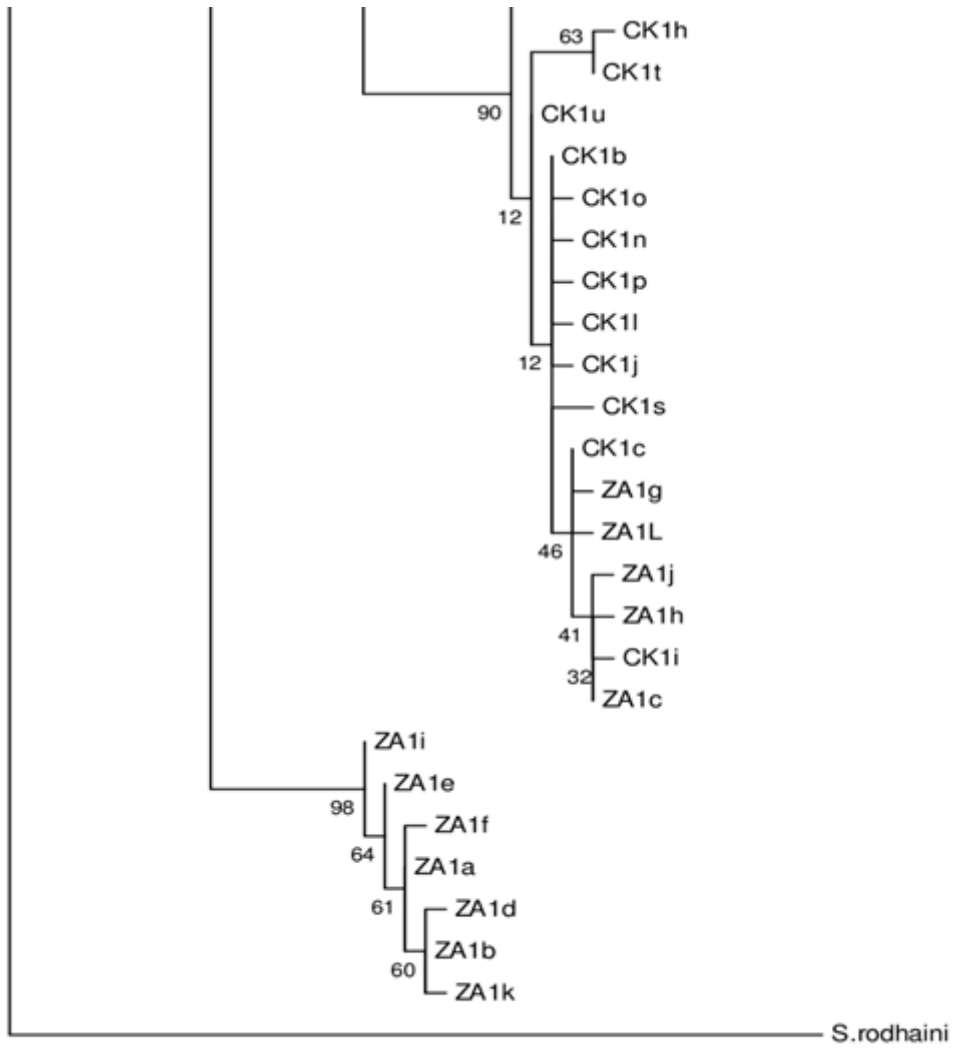 63
CK1h
CK1t
90
CK1u
CK1b
CK1o
12
CK1n
CK1p
CK1l
12
CK1j
CK1s
CK1c
ZA1g
ZA1L
46
ZA1j
ZA1h
41
CK1i
32
ZA1c
ZA1i
ZA1e
98
ZA1f
64
ZA1a
61
ZA1d
ZA1b
60
ZA1k
S.rodhaini